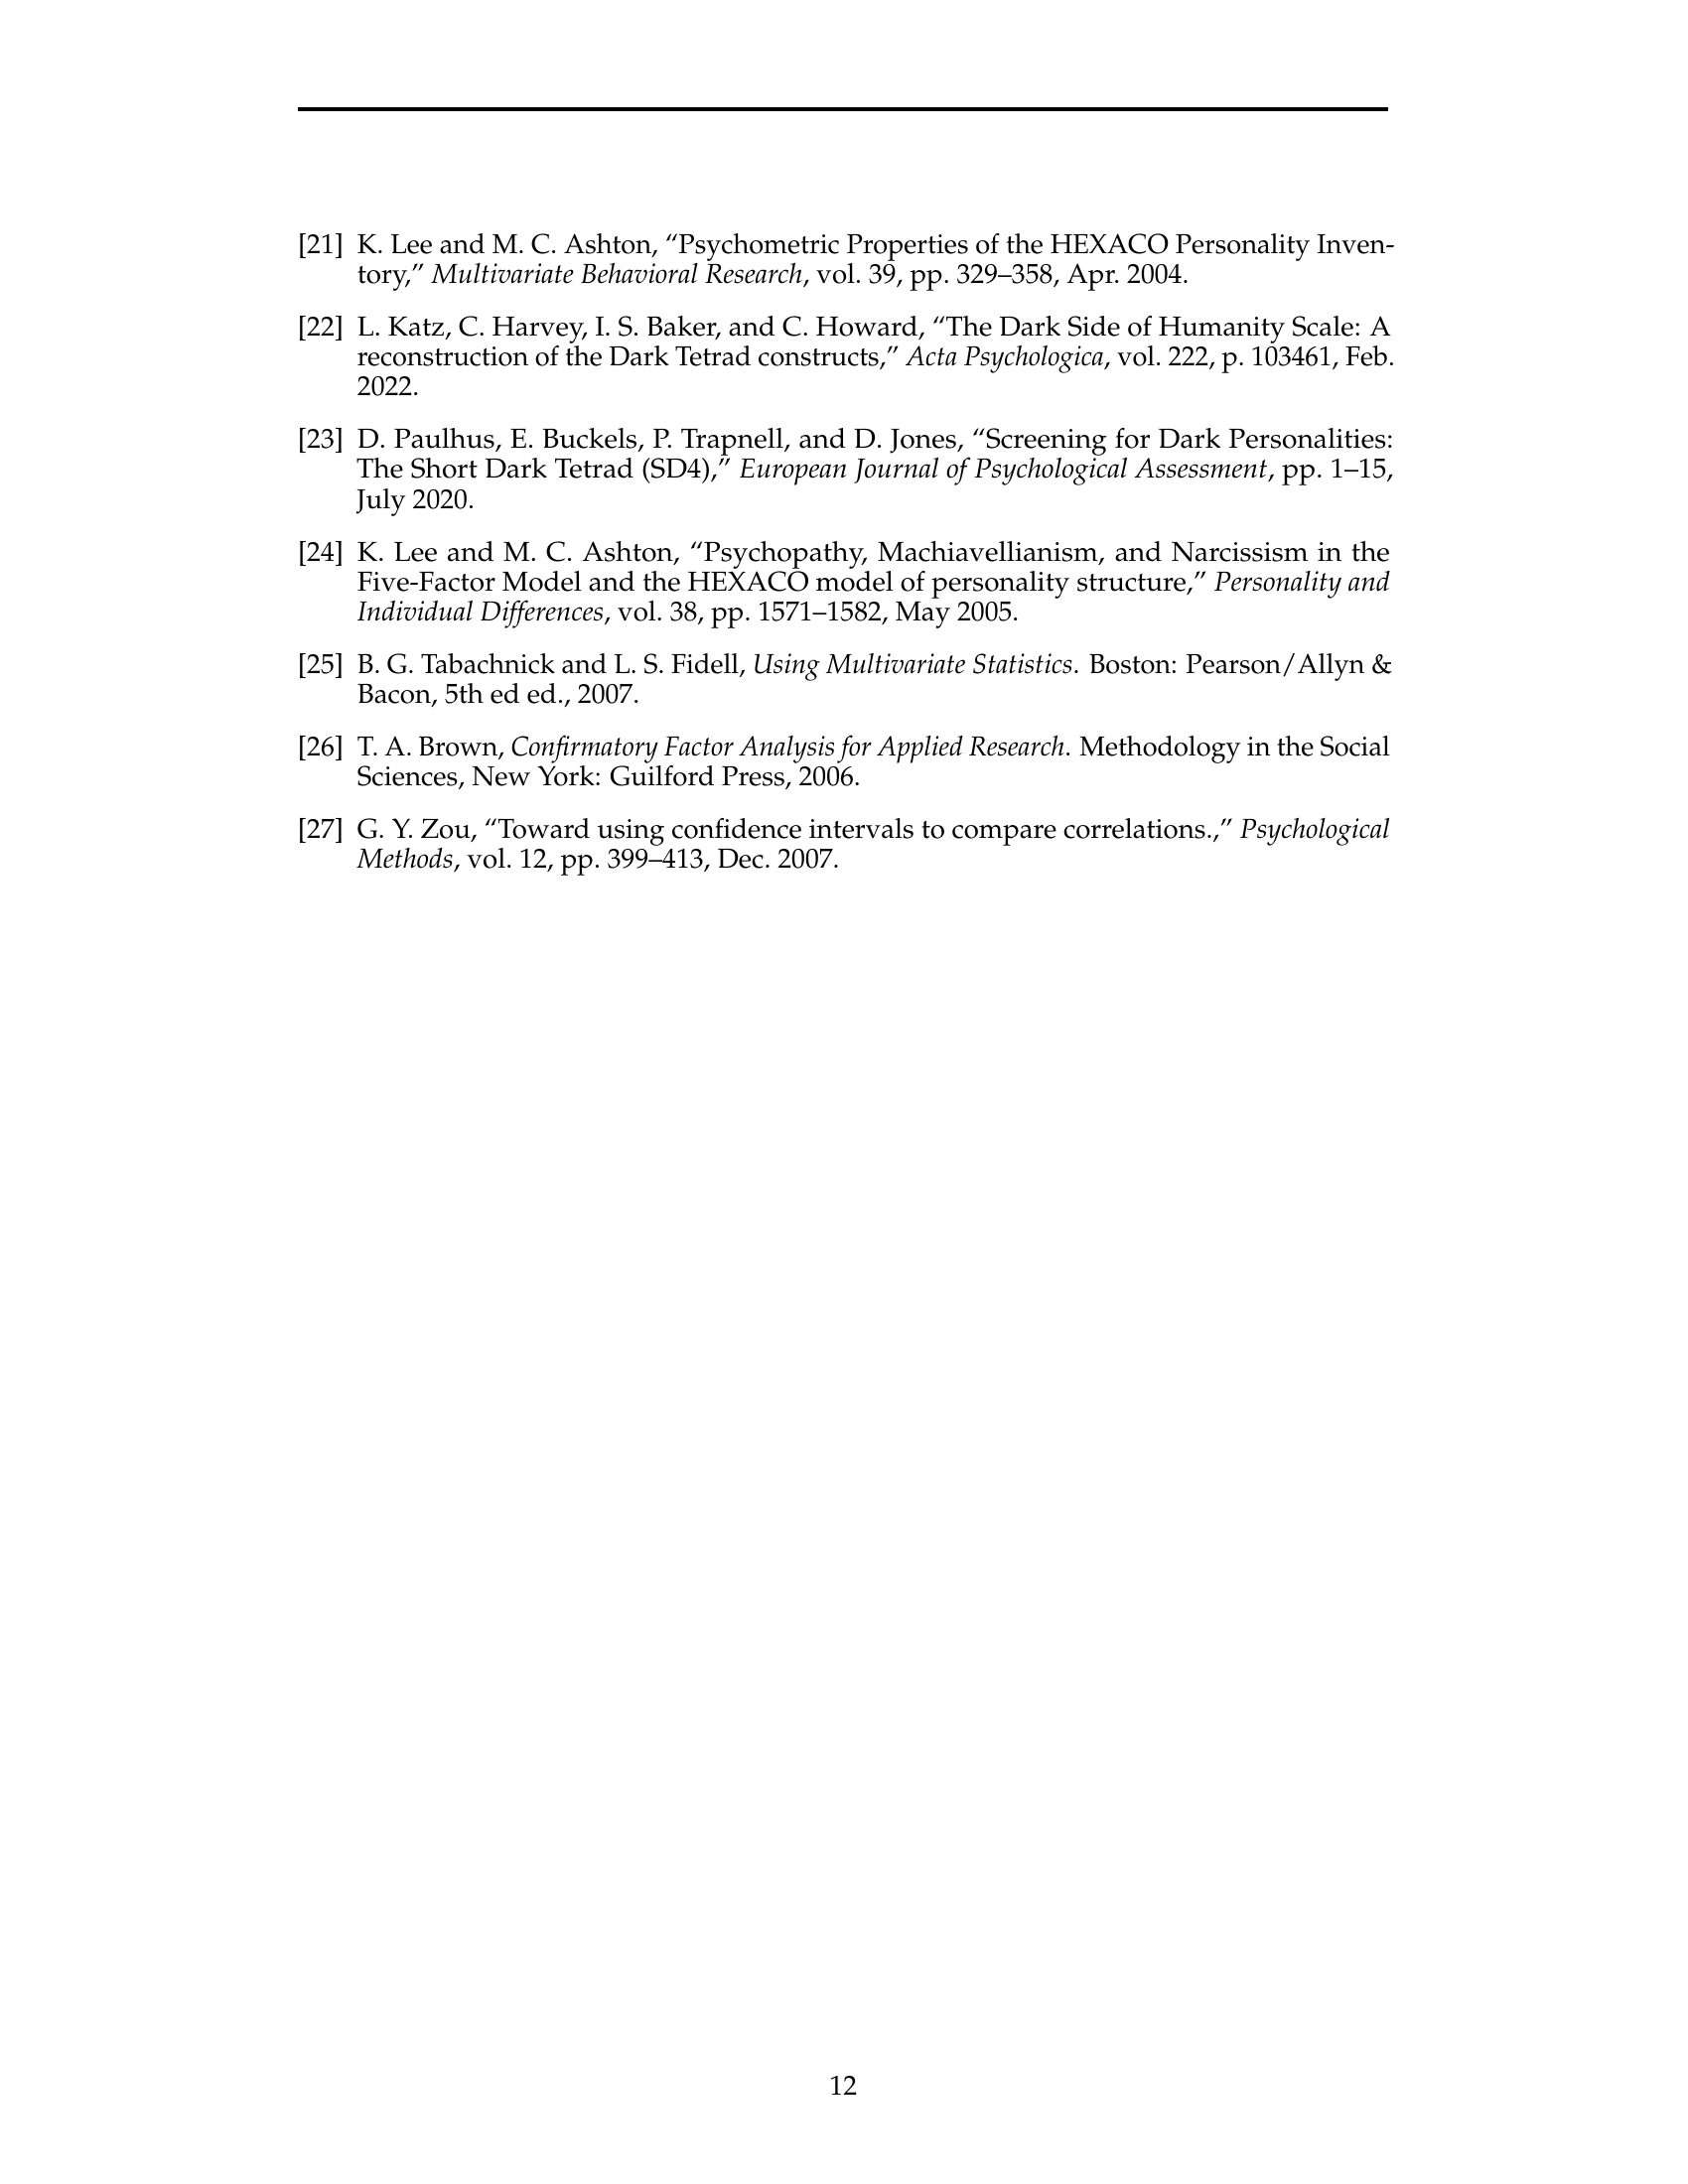 [21] K. Lee and M. C. Ashton, “Psychometric Properties of the HEXACO Personality Inven-
tory,” Multivariate Behavioral Research, vol. 39, pp. 329–358, Apr. 2004.
[22] L. Katz, C. Harvey, I. S. Baker, and C. Howard, “The Dark Side of Humanity Scale: A
reconstruction of the Dark Tetrad constructs,” Acta Psychologica, vol. 222, p. 103461, Feb.
2022.
[23] D. Paulhus, E. Buckels, P. Trapnell, and D. Jones, “Screening for Dark Personalities:
The Short Dark Tetrad (SD4),” European Journal of Psychological Assessment, pp. 1–15,
July 2020.
[24] K. Lee and M. C. Ashton, “Psychopathy, Machiavellianism, and Narcissism in the
Five-Factor Model and the HEXACO model of personality structure,” Personality and
Individual Differences, vol. 38, pp. 1571–1582, May 2005.
[25] B. G. Tabachnick and L. S. Fidell, Using Multivariate Statistics. Boston: Pearson/Allyn &
Bacon, 5th ed ed., 2007.
[26] T. A. Brown, Confirmatory Factor Analysis for Applied Research. Methodology in the Social
Sciences, New York: Guilford Press, 2006.
[27] G. Y. Zou, “Toward using confidence intervals to compare correlations.,” Psychological
Methods, vol. 12, pp. 399–413, Dec. 2007.
12